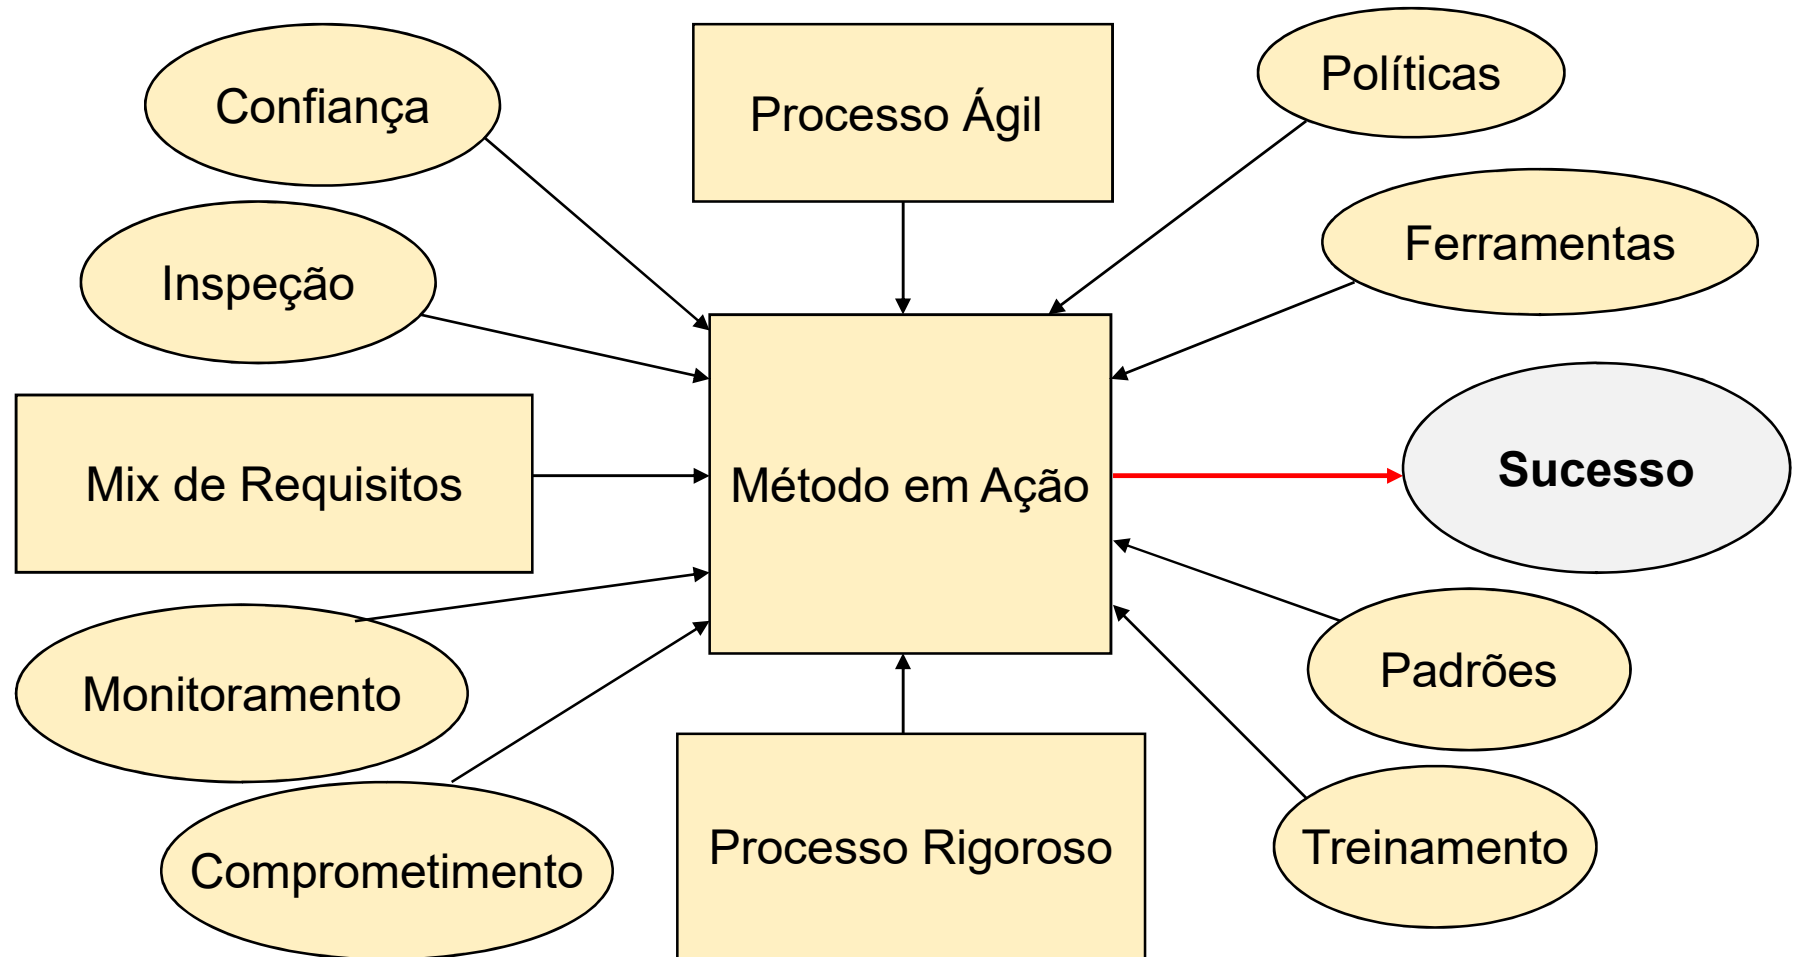 Confiança
Processo Ágil
Políticas
Inspeção
Ferramentas
Mix de Requisitos
Método em Ação
Sucesso
Monitoramento
Padrões
Comprometimento
Processo Rigoroso
Treinamento